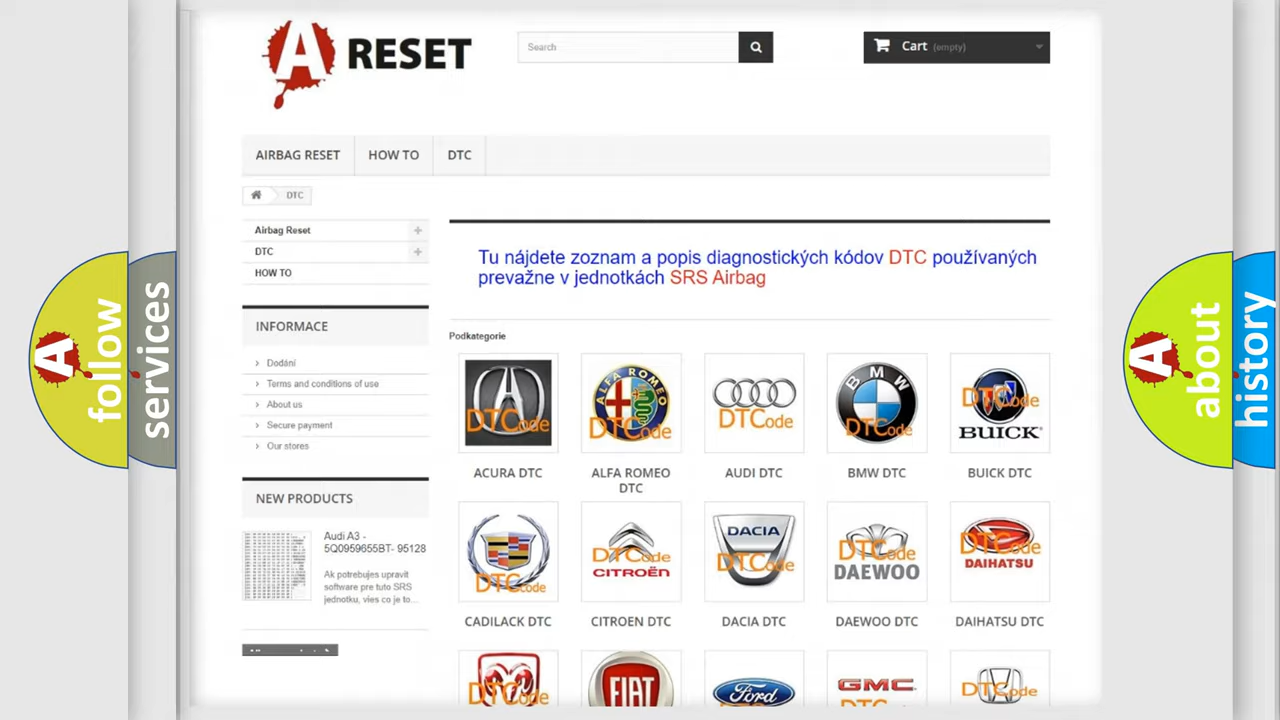 A RESET
Search
Cart (empty)
AIRBAG RESET
HOW TO
DTC
DTC
Airbag Reset
DTC
HOW TO
INFORMACE
Dodání
Terms and conditions of use
About us
Secure payment
Our stores
NEW PRODUCTS
Audi A3 -
5Q0959655BT- 95128
Ak potrebujes upravit
software pre tuto SRS
jednotku, vies co je to...
Tu nájdete zoznam a popis diagnostických kódov DTC používaných
prevažne v jednotkách SRS Airbag
Podkategorie
DTCode
ALFA ROMEO
DTCode
DTCode
BMW
DTCode
DTCode
BUICK
ACURA DTC
ALFA ROMEO
DTC
AUDI DTC
BMW DTC
BUICK DTC
DTCode
DTCode
CITROËN
DACIA
DTCode
DTCode
DAEWOO
DTCode
DAIHATSU
CADILACK DTC
CITROEN DTC
DACIA DTC
DAEWOO DTC
DAIHATSU DTC
DTCode
FIAT
Ford
GMC
DTCode
A
follow
services
A
about
history